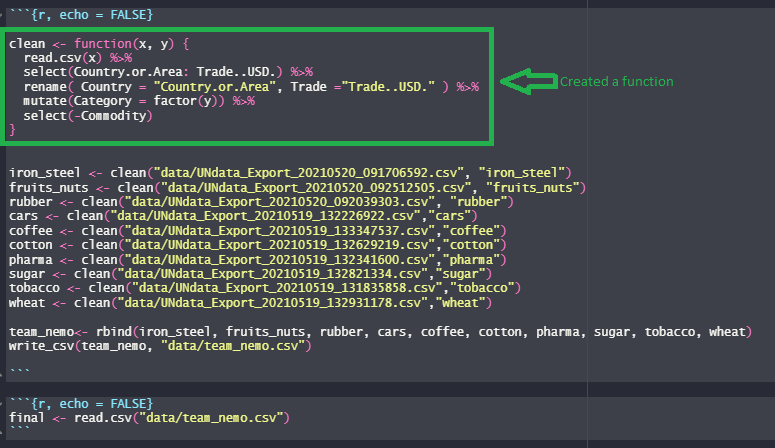 ```{r, echo = FALSE}
clean <- function(x, y) {
read.csv(x) %>%
select(Country.or.Area: Trade..USD.) %>%
rename( Country = "Country.or.Area", Trade ="Trade..USD." ) %>%
mutate(Category = factor(y)) %>%
select(-Commodity)
}
Created a function
iron_steel <- clean("data/UNdata_Export_20210520_091706592.csv", "iron_steel")
fruits_nuts <- clean("data/UNdata_Export_20210520_092512505.csv", "fruits_nuts")
rubber <- clean("data/UNdata_Export_20210520_092039303.csv", "rubber")
cars <- clean("data/UNdata_Export_20210519_132226922.csv","cars")
coffee <- clean("data/UNdata_Export_20210519_133347537.csv","coffee")
cotton <- clean("data/UNdata_Export_20210519_132629219.csv","cotton")
pharma <- clean("data/UNdata_Export_20210519_132341600.csv","pharma")
sugar <- clean("data/UNdata_Export_20210519_132821334.csv","sugar")
tobacco <- clean("data/UNdata_Export_20210519_131835858.csv","tobacco")
wheat <- clean("data/UNdata_Export_20210519_132931178.csv","wheat")
team_nemo<- rbind(iron_steel, fruits_nuts, rubber, cars, coffee, cotton, pharma, sugar, tobacco, wheat)
write_csv(team_nemo, "data/team_nemo.csv")
```
```{r, echo = FALSE}
final <- read.csv("data/team_nemo.csv")
```